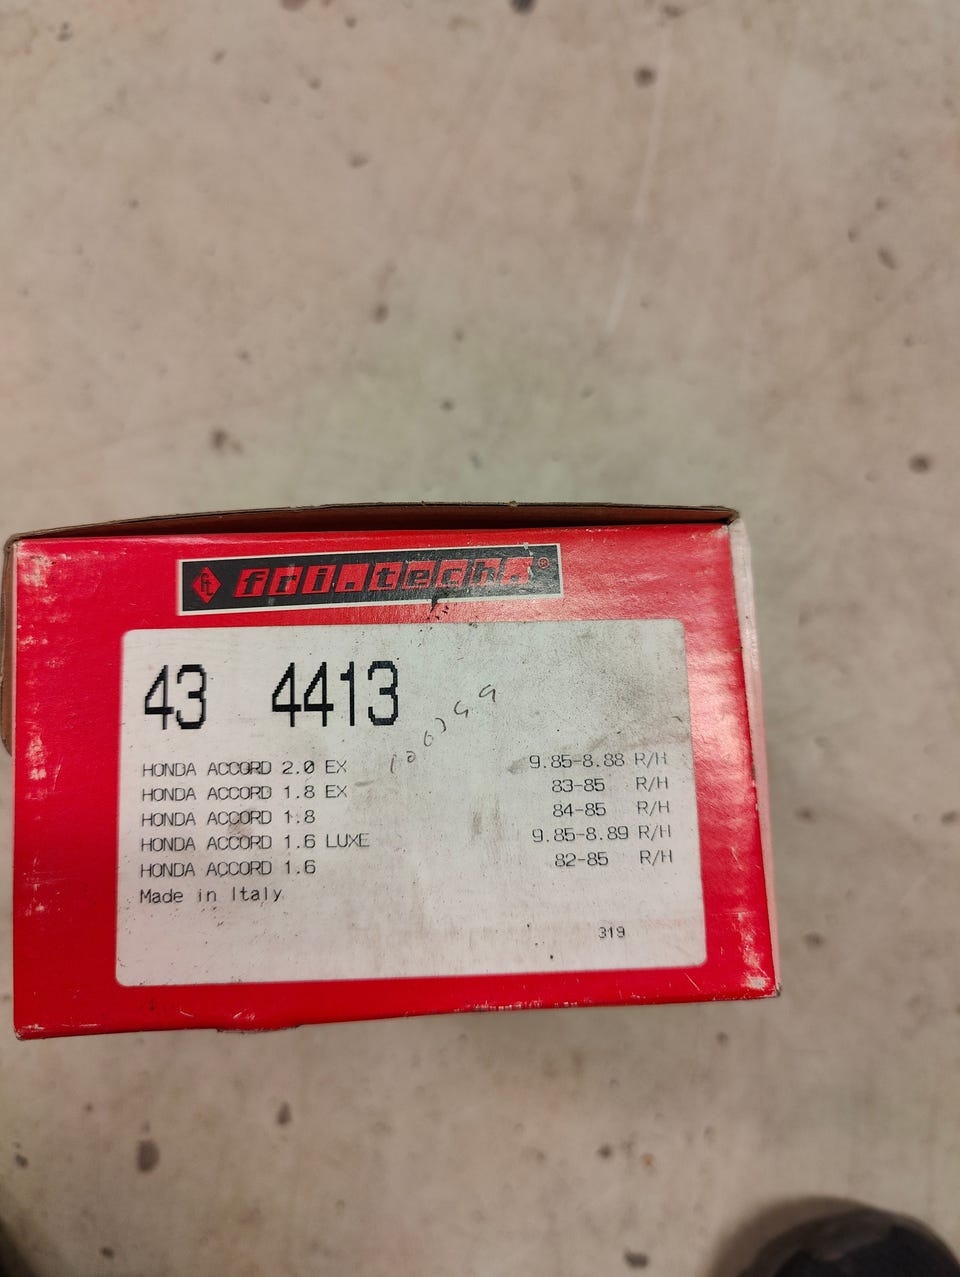 fri.tech.®
43 4413
HONDA ACCORD 2.0 EX 9.85-8.88 R/H
HONDA ACCORD 1.8 EX 83-85 R/H
HONDA ACCORD 1.8 84-85 R/H
HONDA ACCORD 1.6 LUXE 9.85-8.89 R/H
HONDA ACCORD 1.6 82-85 R/H
Made in Italy
319